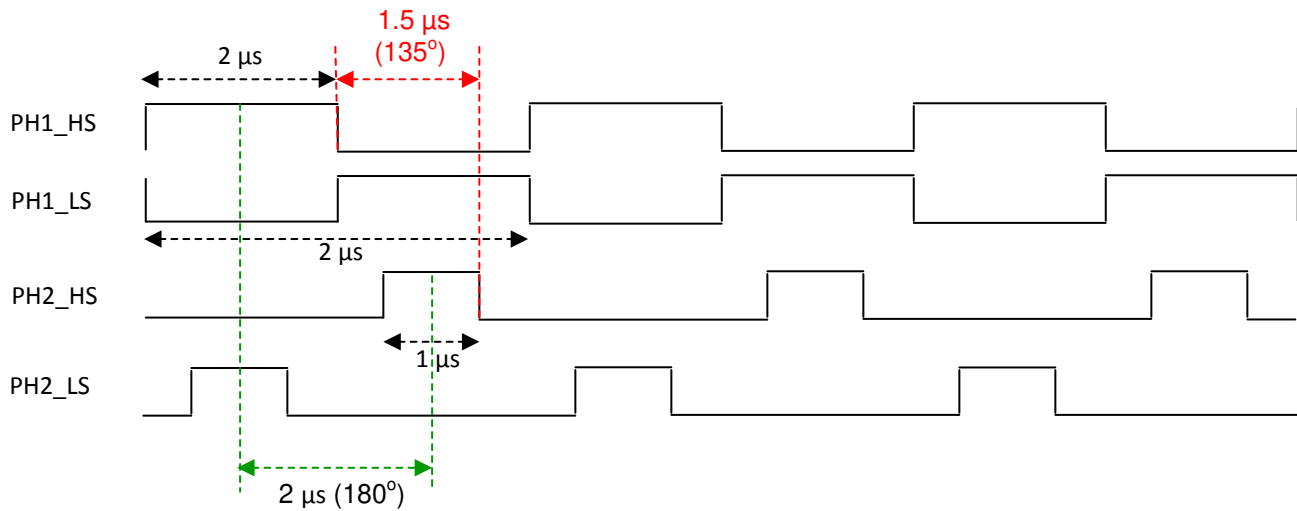 1.5 µs
(135°)
2 µs
PH1_HS
PH1_LS
2 µs
PH2_HS
1 µs
PH2_LS
2 µs (180°)